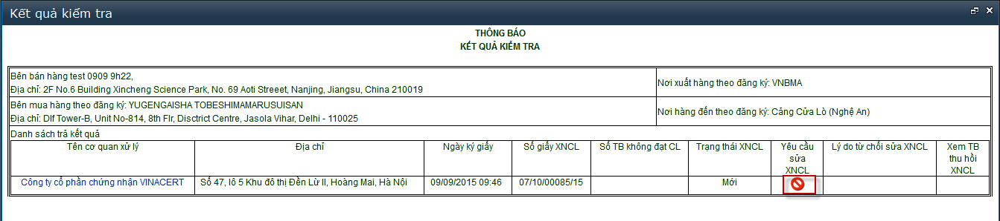 Kết quả kiểm tra
THÔNG BÁO
KẾT QUẢ KIỂM TRA
Bên bán hàng test 0909 9h22,
Địa chỉ: 2F No.6 Building Xincheng Science Park, No. 69 Aoti Streeet, Nanjing, Jiangsu, China 210019
Nơi xuất hàng theo đăng ký: VNBMA
Bên mua hàng theo đăng ký: YUGENGAISHA TOBESHIMAMARUSUISAN
Địa chỉ: Dlf Tower-B, Unit No-814, 8th Flr, Disctrict Centre, Jasola Vihar, Delhi - 110025
Nơi hàng đến theo đăng ký: Cảng Cửa Lò (Nghệ An)
Danh sách trả kết quả
Tên cơ quan xử lý Địa chỉ Ngày ký giấy Số giấy XNCL Số TB không đạt CL Trạng thái XNCL Yêu cầu Lý do từ chối sửa XNCL Xem TB
sửa thu hồi
XNCL XNCL
Công ty cổ phần chứng nhận VINACERT Số 47, lô 5 Khu đô thị Đền Lừ II, Hoàng Mai, Hà Nội 09/09/2015 09:46 07/10/00085/15 Mới